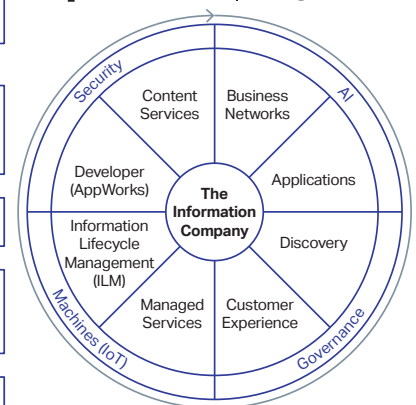 Security
AI
Content
Services
Business
Networks
Developer
(AppWorks)
Applications
The
Information
Company
Information
Lifecycle
Management
(ILM)
Discovery
Managed
Services
Customer
Experience
Machines (IoT)
Governance